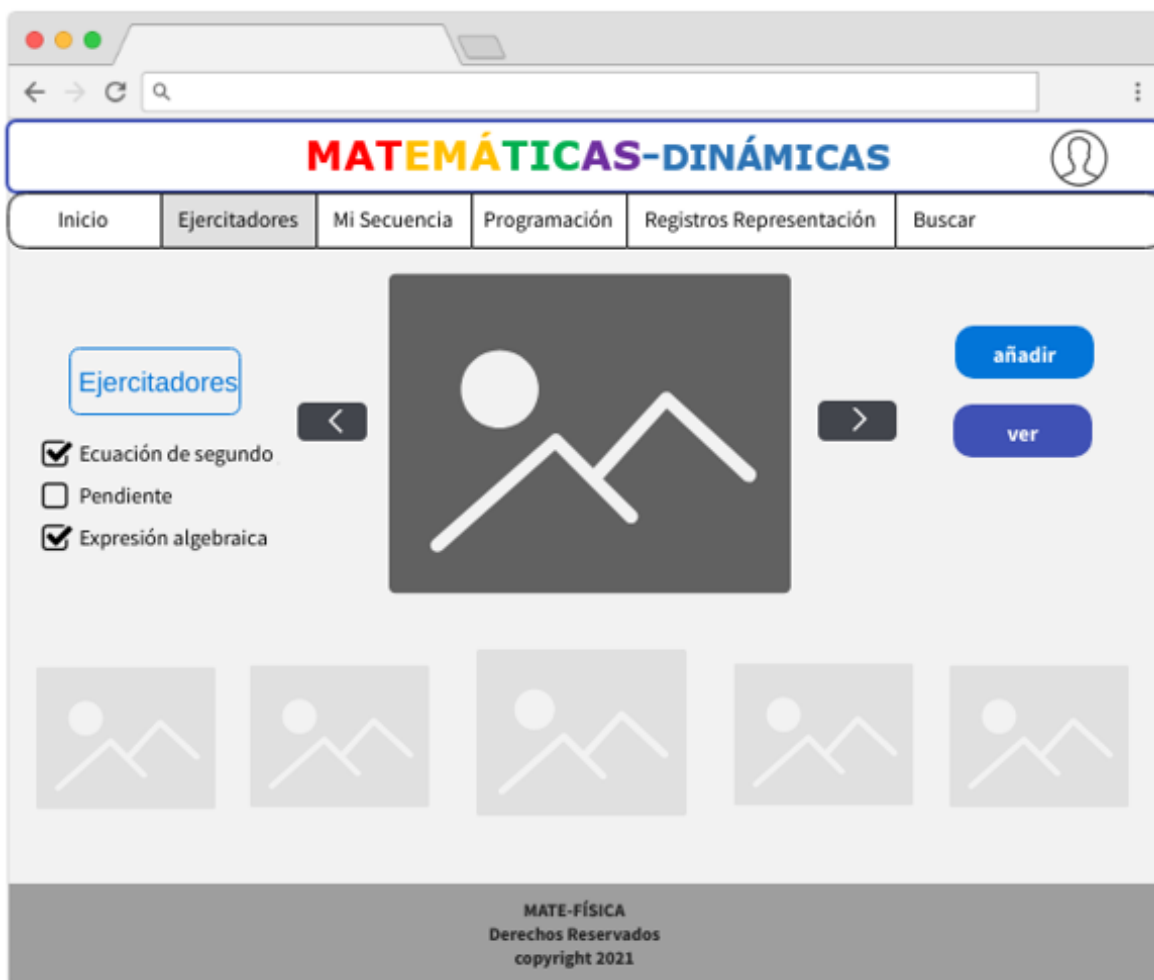 MATEMÁTICAS-DINÁMICAS
Inicio Ejercitadores Mi Secuencia Programación Registros Representación Buscar
Ejercitadores
Ecuación de segundo
Pendiente
Expresión algebraica
añadir
ver
MATE-FÍSICA
Derechos Reservados
copyright 2021